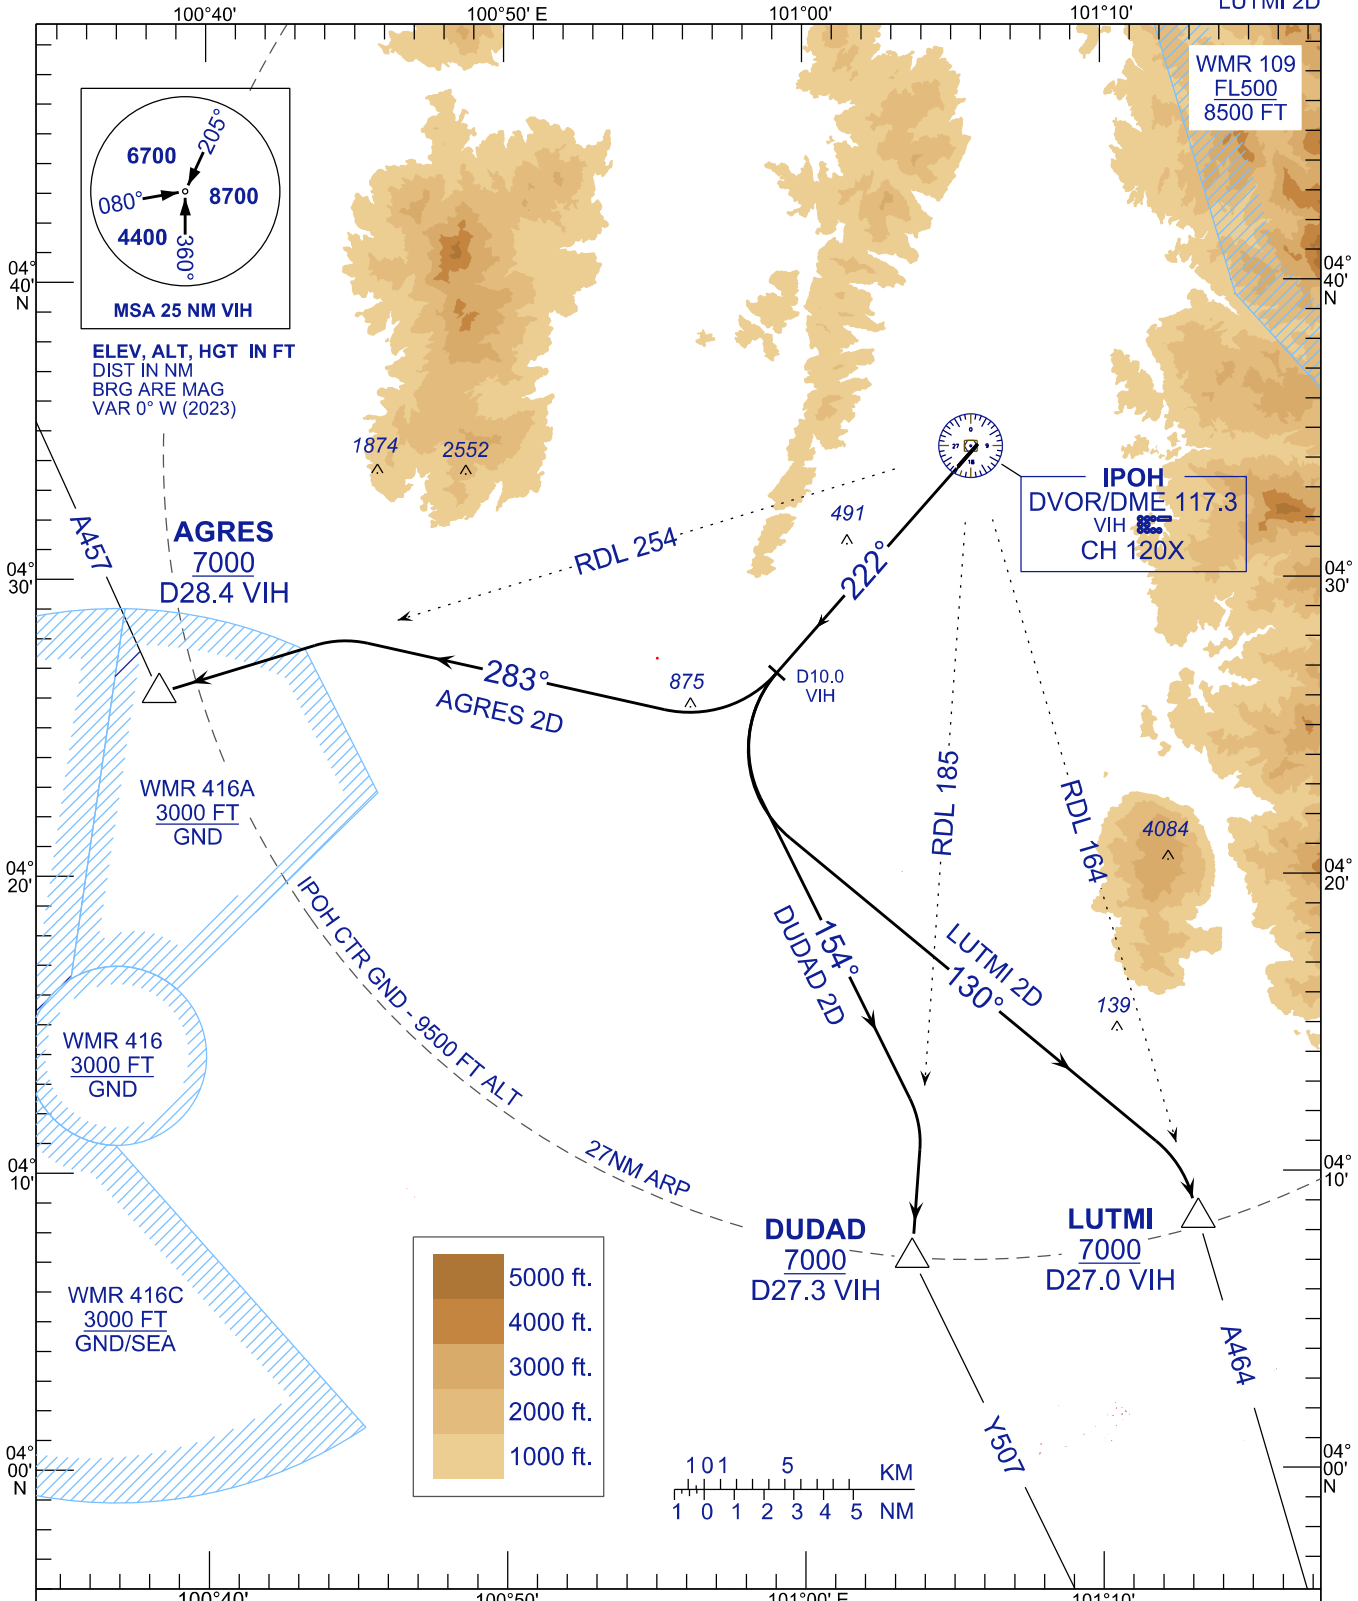 LUTMI 2D
100°40'
100°50' E
101°00'
101°10'
WMR 109
FL500
8500 FT
205°
6700
8700
080°
4400
360°
MSA 25 NM VIH
04°
40'
N
04°
40'
N
ELEV, ALT, HGT IN FT
DIST IN NM
BRG ARE MAG
VAR 0° W (2023)
1874
2552
0
27
9
18
IPOH
DVOR/DME 117.3
VIH
CH 120X
491
A457
AGRES
7000
D28.4 VIH
RDL 254
222°
04°
30'
04°
30'
283°
AGRES 2D
875
D10.0
VIH
RDL 185
RDL 164
WMR 416A
3000 FT
GND
4084
04°
20'
04°
20'
IPOH CTR GND - 9500 FT ALT
154°
DUDAD 2D
LUTMI 2D
130°
139
WMR 416
3000 FT
GND
27NM ARP
04°
10'
04°
10'
DUDAD
7000
D27.3 VIH
LUTMI
7000
D27.0 VIH
WMR 416C
3000 FT
GND/SEA
5000 ft.
4000 ft.
3000 ft.
2000 ft.
1000 ft.
A464
Y507
04°
00'
N
04°
00'
N
1 0 1 5 KM
1 0 1 2 3 4 5 NM
100°40'
100°50'
101°00' E
101°10'